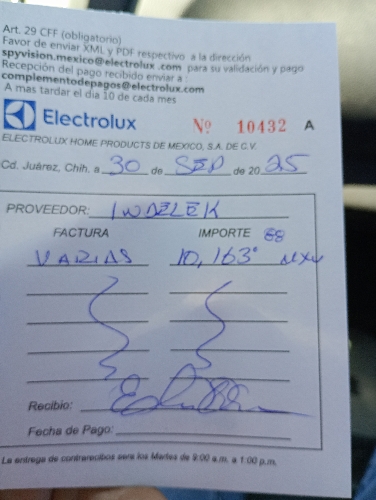 Art. 29 CFF (obligatorio)
Favor de enviar XML y PDF respectivo a la dirección
spyvision.mexico@electrolux .com para su validación y pago
Recepción del pago recibido enviar a :
complementodepagos@electrolux.com
A mas tardar el día 10 de cada mes
Electrolux Nº 10432 A
ELECTROLUX HOME PRODUCTS DE MEXICO, S.A. DE C.V.
Cd. Juárez, Chih. a 30 de SEP de 20 25
PROVEEDOR: INDELEK
FACTURA IMPORTE
VARIAS 10,163 MXN
Recibio:
Fecha de Pago:
La entrega de contrarecibos sera los Martes de 9:00 a.m. a 1:00 p.m.